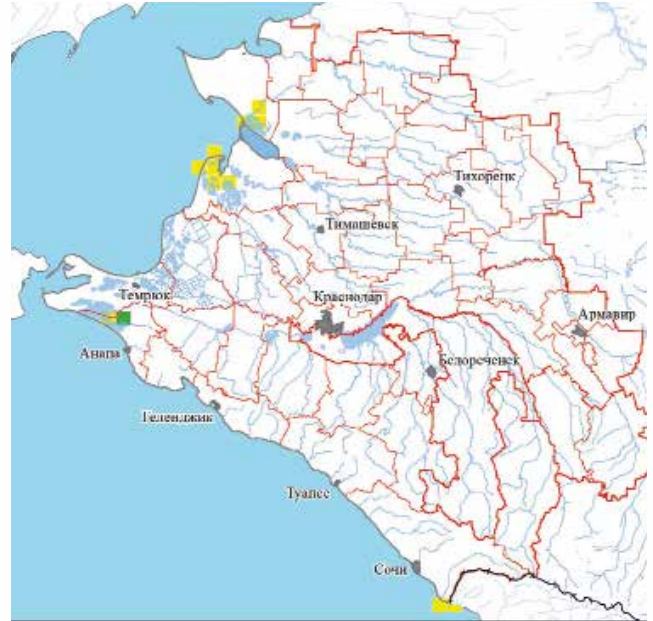 Тихорецк
Тимашевск
Темрюк
Краснодар
Армавир
Анапа
Белореченск
Геленджик
Туапсе
Сочи